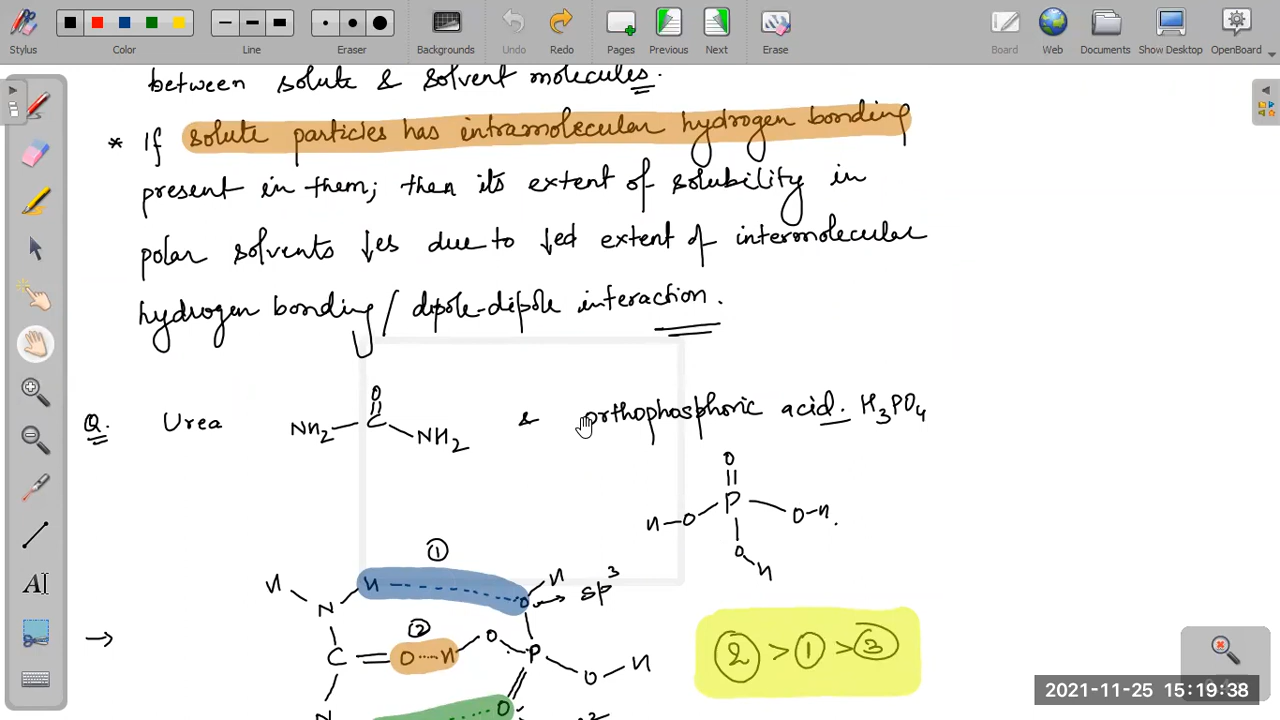 Stylus
Color
Line
Eraser
Backgrounds
Undo
Redo
Pages
Previous
Next
Erase
Board
Web
Documents
Show Desktop
OpenBoard
between solute & solvent molecules.
* If solute particles has intramolecular hydrogen bonding
present in them; then its extent of solubility in
polar solvents ↓es due to ↓ed extent of intermolecular
hydrogen bonding / dipole-dipole interaction.
Q. Urea NH2 C O NH2 & orthophosphoric acid. H3PO4
O
H-O P O-H.
O
H
①
H H O H → sp³
N
→ C = O ···· H O P O H
②
② > ① > ③
N O
2021-11-25 15:19:38